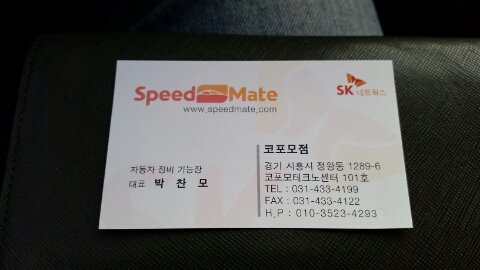 Speed Mate
www.speedmate.com
SK 네트웍스
자동차 정비 기능장
대표 박 찬 모
코포모점
경기 시흥시 정왕동 1289-6
코포모테크노센터 101호
TEL : 031-433-4199
FAX : 031-433-4122
H.P : 010-3523-4293